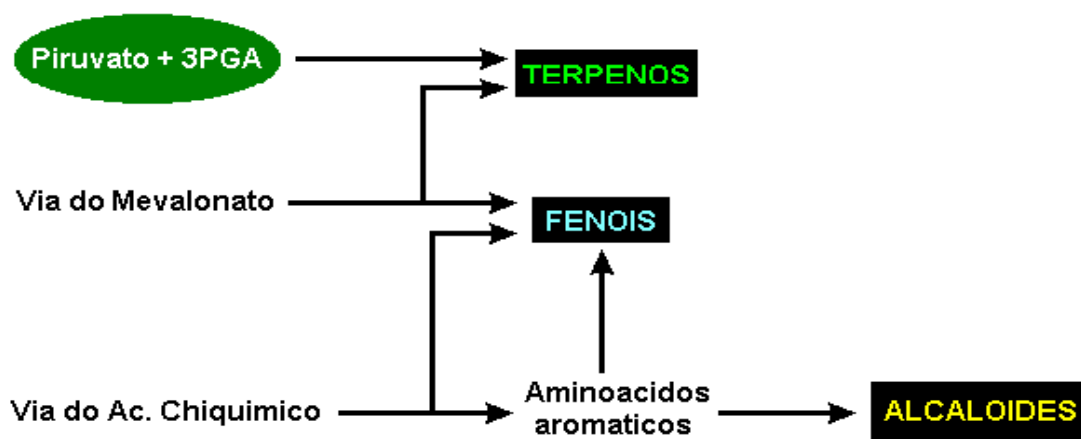 Piruvato + 3PGA
TERPENOS
Via do Mevalonato
FENOIS
Via do Ac. Chiquimico
Aminoacidos
aromaticos
ALCALOIDES